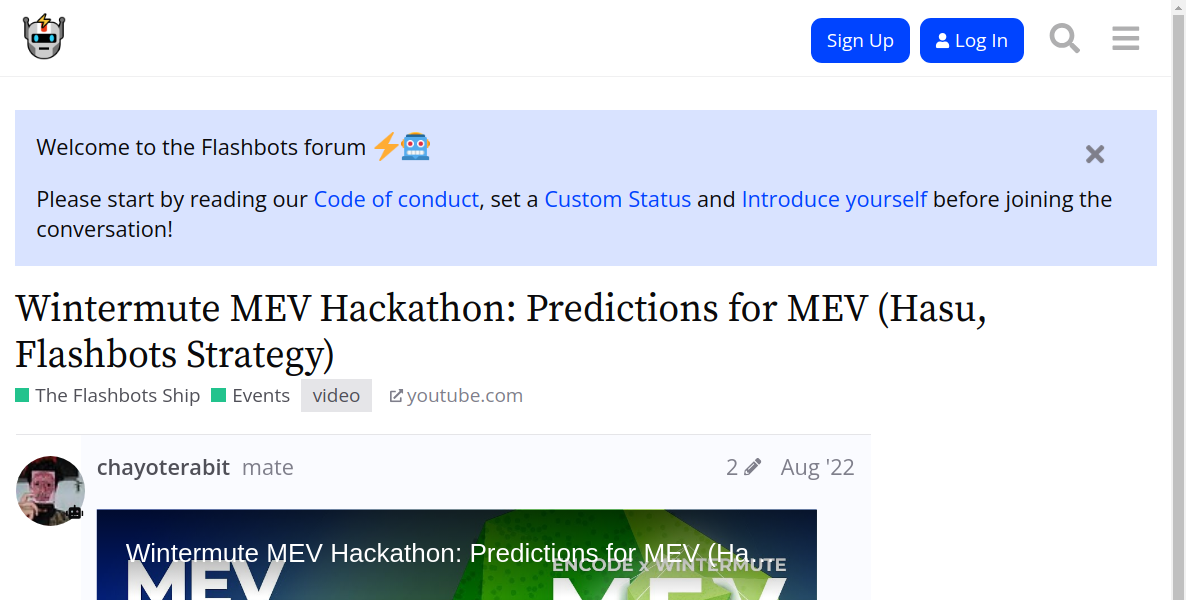 Sign Up
Log In
Welcome to the Flashbots forum
Please start by reading our Code of conduct, set a Custom Status and Introduce yourself before joining the
conversation!
Wintermute MEV Hackathon: Predictions for MEV (Hasu,
Flashbots Strategy)
The Flashbots Ship Events video youtube.com
chayoterabit mate 2 Aug '22
Wintermute MEV Hackathon: Predictions for MEV (Ha...
ENCODE x WINTERMUTE
MEV MEV